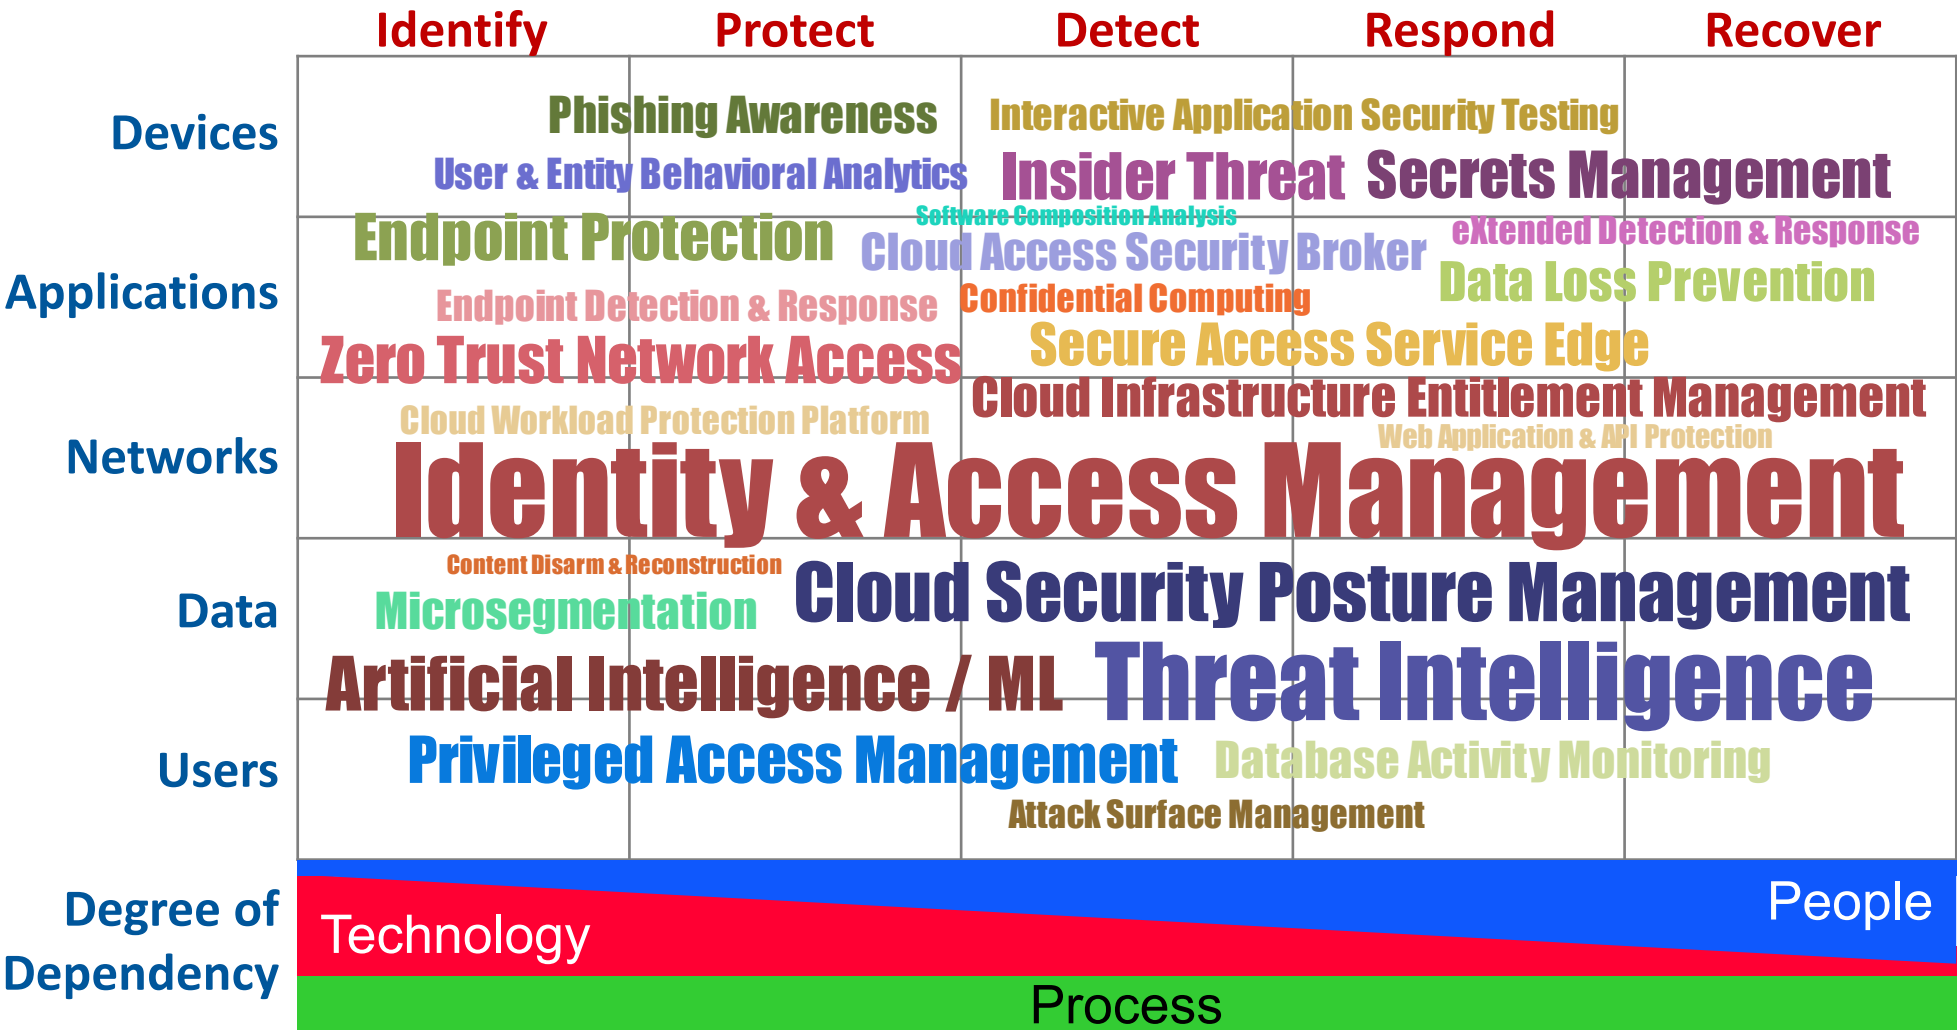 Identify Protect Detect Respond Recover
Devices
Phishing Awareness
Interactive Application Security Testing
User & Entity Behavioral Analytics
Insider Threat
Secrets Management
Applications
Software Composition Analysis
Endpoint Protection
Cloud Access Security Broker
eXtended Detection & Response
Data Loss Prevention
Endpoint Detection & Response
Confidential Computing
Zero Trust Network Access
Secure Access Service Edge
Networks
Cloud Infrastructure Entitlement Management
Cloud Workload Protection Platform
Web Application & API Protection
Identity & Access Management
Data
Content Disarm & Reconstruction
Cloud Security Posture Management
Microsegmentation
Artificial Intelligence / ML
Threat Intelligence
Users
Privileged Access Management
Database Activity Monitoring
Attack Surface Management
Degree of
Dependency
Technology
People
Process